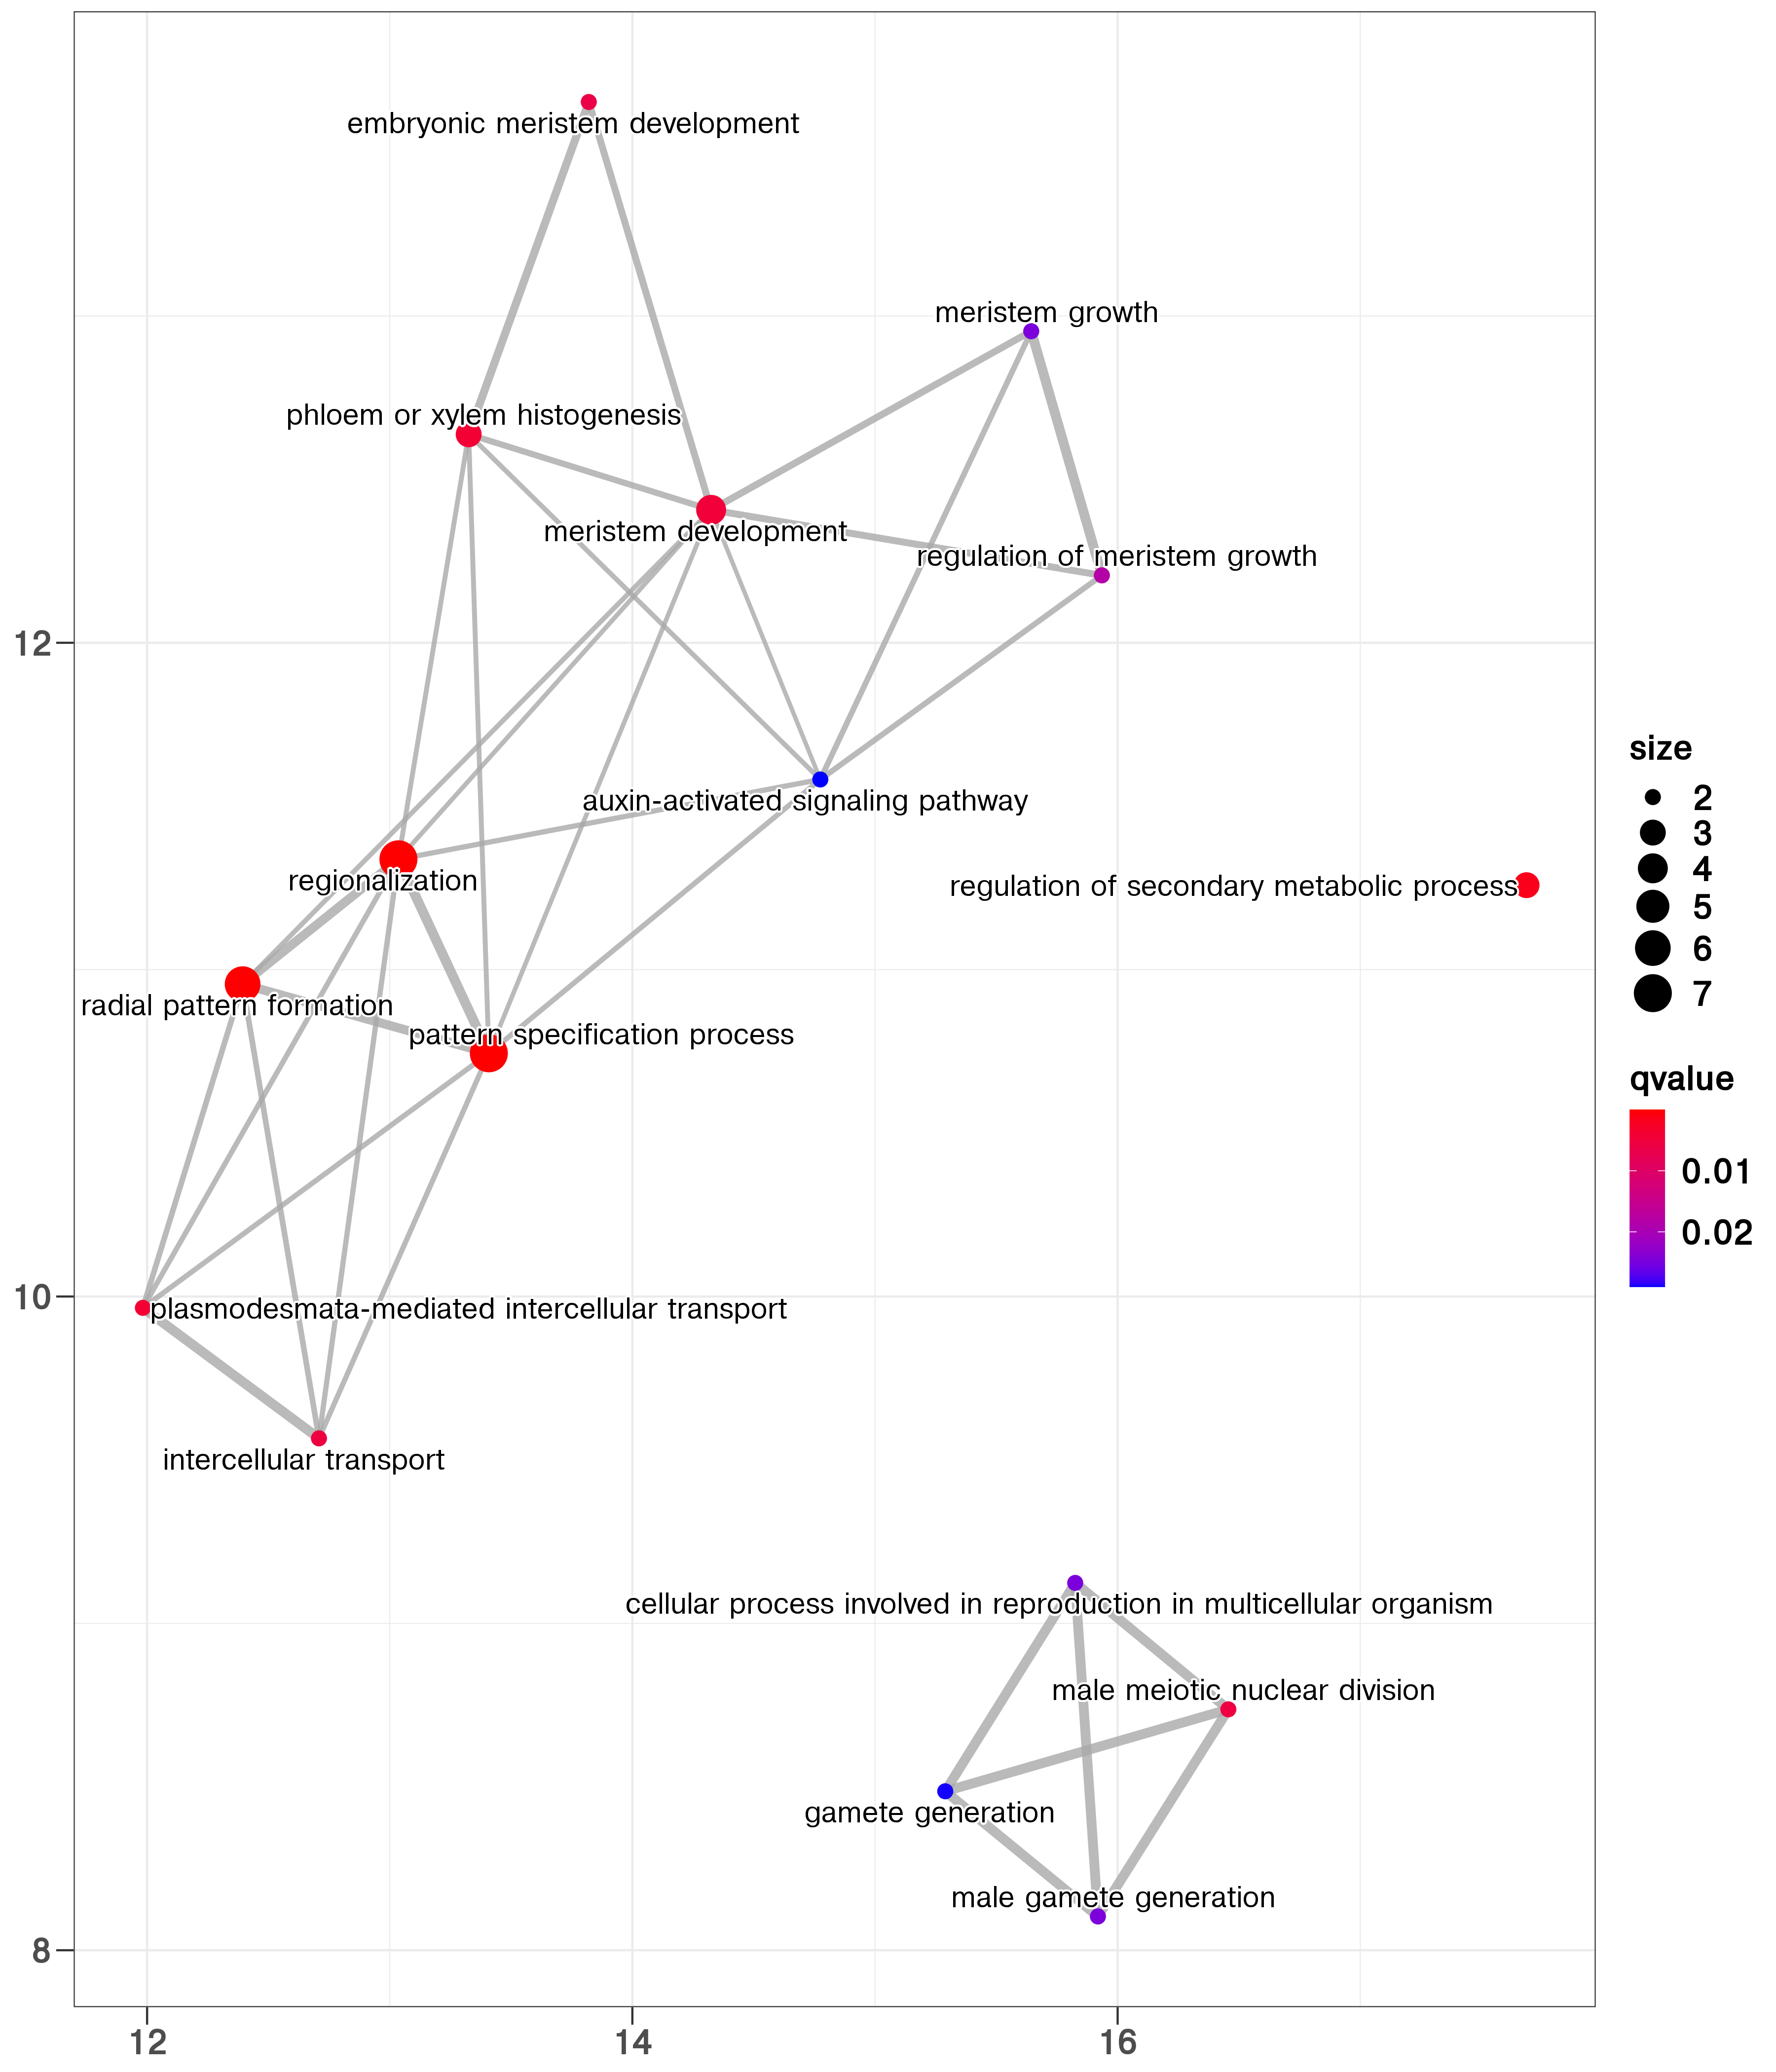 embryonic meristem development
meristem growth
phloem or xylem histogenesis
meristem development
regulation of meristem growth
12
auxin-activated signaling pathway
regionalization
regulation of secondary metabolic process
radial pattern formation
pattern specification process
10
plasmodesmata-mediated intercellular transport
intercellular transport
cellular process involved in reproduction in multicellular organism
male meiotic nuclear division
gamete generation
male gamete generation
8
12
14
16
size
2
3
4
5
6
7
qvalue
0.01
0.02